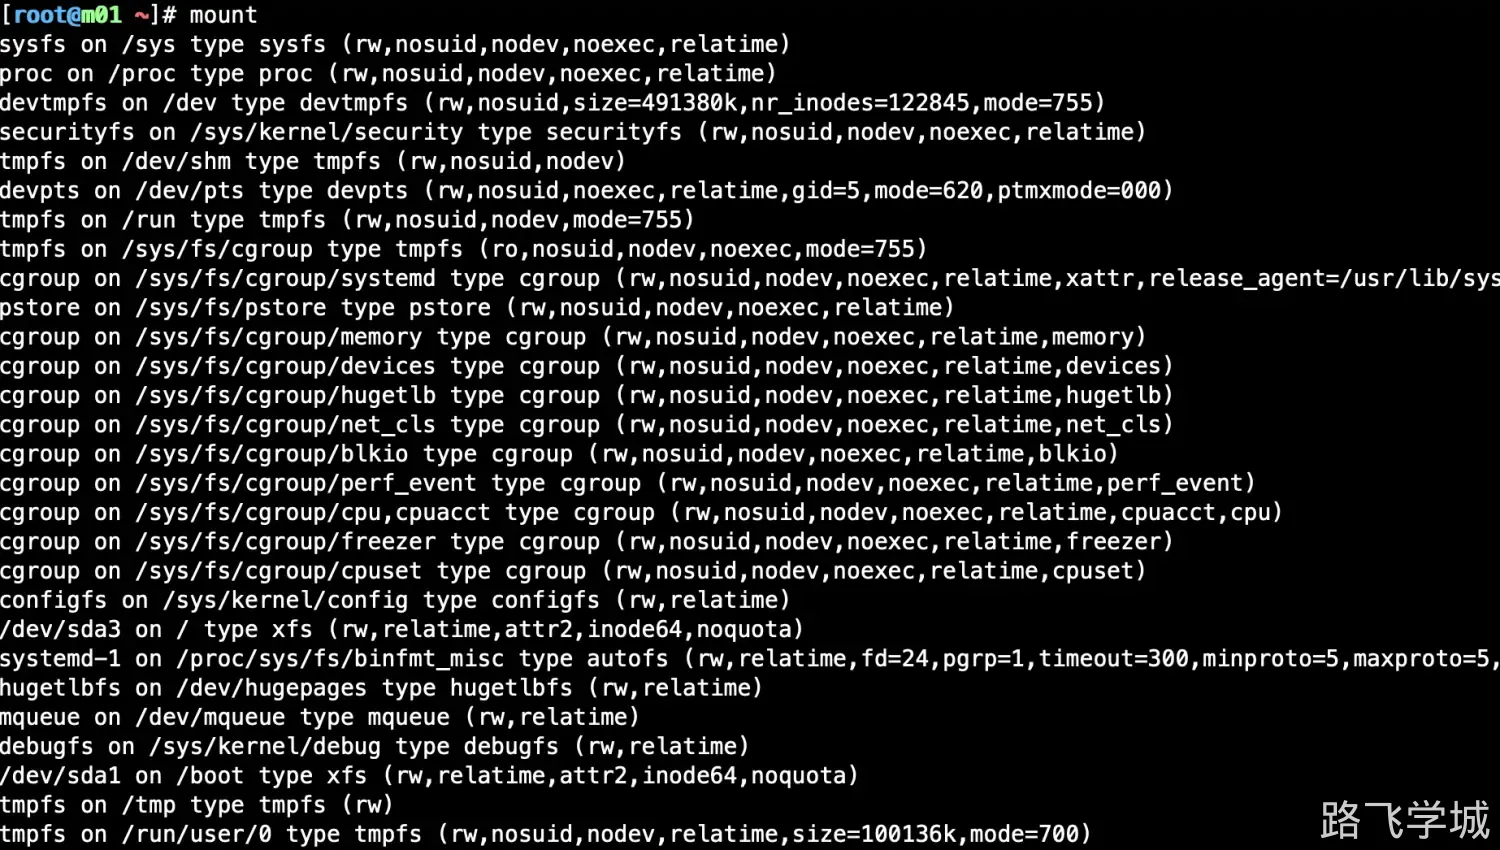 [root@m01 ~]# mount
sysfs on /sys type sysfs (rw,nosuid,nodev,noexec,relatime)
proc on /proc type proc (rw,nosuid,nodev,noexec,relatime)
devtmpfs on /dev type devtmpfs (rw,nosuid,size=491380k,nr_inodes=122845,mode=755)
securityfs on /sys/kernel/security type securityfs (rw,nosuid,nodev,noexec,relatime)
tmpfs on /dev/shm type tmpfs (rw,nosuid,nodev)
devpts on /dev/pts type devpts (rw,nosuid,noexec,relatime,gid=5,mode=620,ptmxmode=000)
tmpfs on /run type tmpfs (rw,nosuid,nodev,mode=755)
tmpfs on /sys/fs/cgroup type tmpfs (ro,nosuid,nodev,noexec,mode=755)
cgroup on /sys/fs/cgroup/systemd type cgroup (rw,nosuid,nodev,noexec,relatime,xattr,release_agent=/usr/lib/sys
pstore on /sys/fs/pstore type pstore (rw,nosuid,nodev,noexec,relatime)
cgroup on /sys/fs/cgroup/memory type cgroup (rw,nosuid,nodev,noexec,relatime,memory)
cgroup on /sys/fs/cgroup/devices type cgroup (rw,nosuid,nodev,noexec,relatime,devices)
cgroup on /sys/fs/cgroup/hugetlb type cgroup (rw,nosuid,nodev,noexec,relatime,hugetlb)
cgroup on /sys/fs/cgroup/net_cls type cgroup (rw,nosuid,nodev,noexec,relatime,net_cls)
cgroup on /sys/fs/cgroup/blkio type cgroup (rw,nosuid,nodev,noexec,relatime,blkio)
cgroup on /sys/fs/cgroup/perf_event type cgroup (rw,nosuid,nodev,noexec,relatime,perf_event)
cgroup on /sys/fs/cgroup/cpu,cpuacct type cgroup (rw,nosuid,nodev,noexec,relatime,cpuacct,cpu)
cgroup on /sys/fs/cgroup/freezer type cgroup (rw,nosuid,nodev,noexec,relatime,freezer)
cgroup on /sys/fs/cgroup/cpuset type cgroup (rw,nosuid,nodev,noexec,relatime,cpuset)
configfs on /sys/kernel/config type configfs (rw,relatime)
/dev/sda3 on / type xfs (rw,relatime,attr2,inode64,noquota)
systemd-1 on /proc/sys/fs/binfmt_misc type autofs (rw,relatime,fd=24,pgrp=1,timeout=300,minproto=5,maxproto=5,
hugetlbfs on /dev/hugepages type hugetlbfs (rw,relatime)
mqueue on /dev/mqueue type mqueue (rw,relatime)
debugfs on /sys/kernel/debug type debugfs (rw,relatime)
/dev/sda1 on /boot type xfs (rw,relatime,attr2,inode64,noquota)
tmpfs on /tmp type tmpfs (rw)
tmpfs on /run/user/0 type tmpfs (rw,nosuid,nodev,relatime,size=100136k,mode=700)
路飞学城